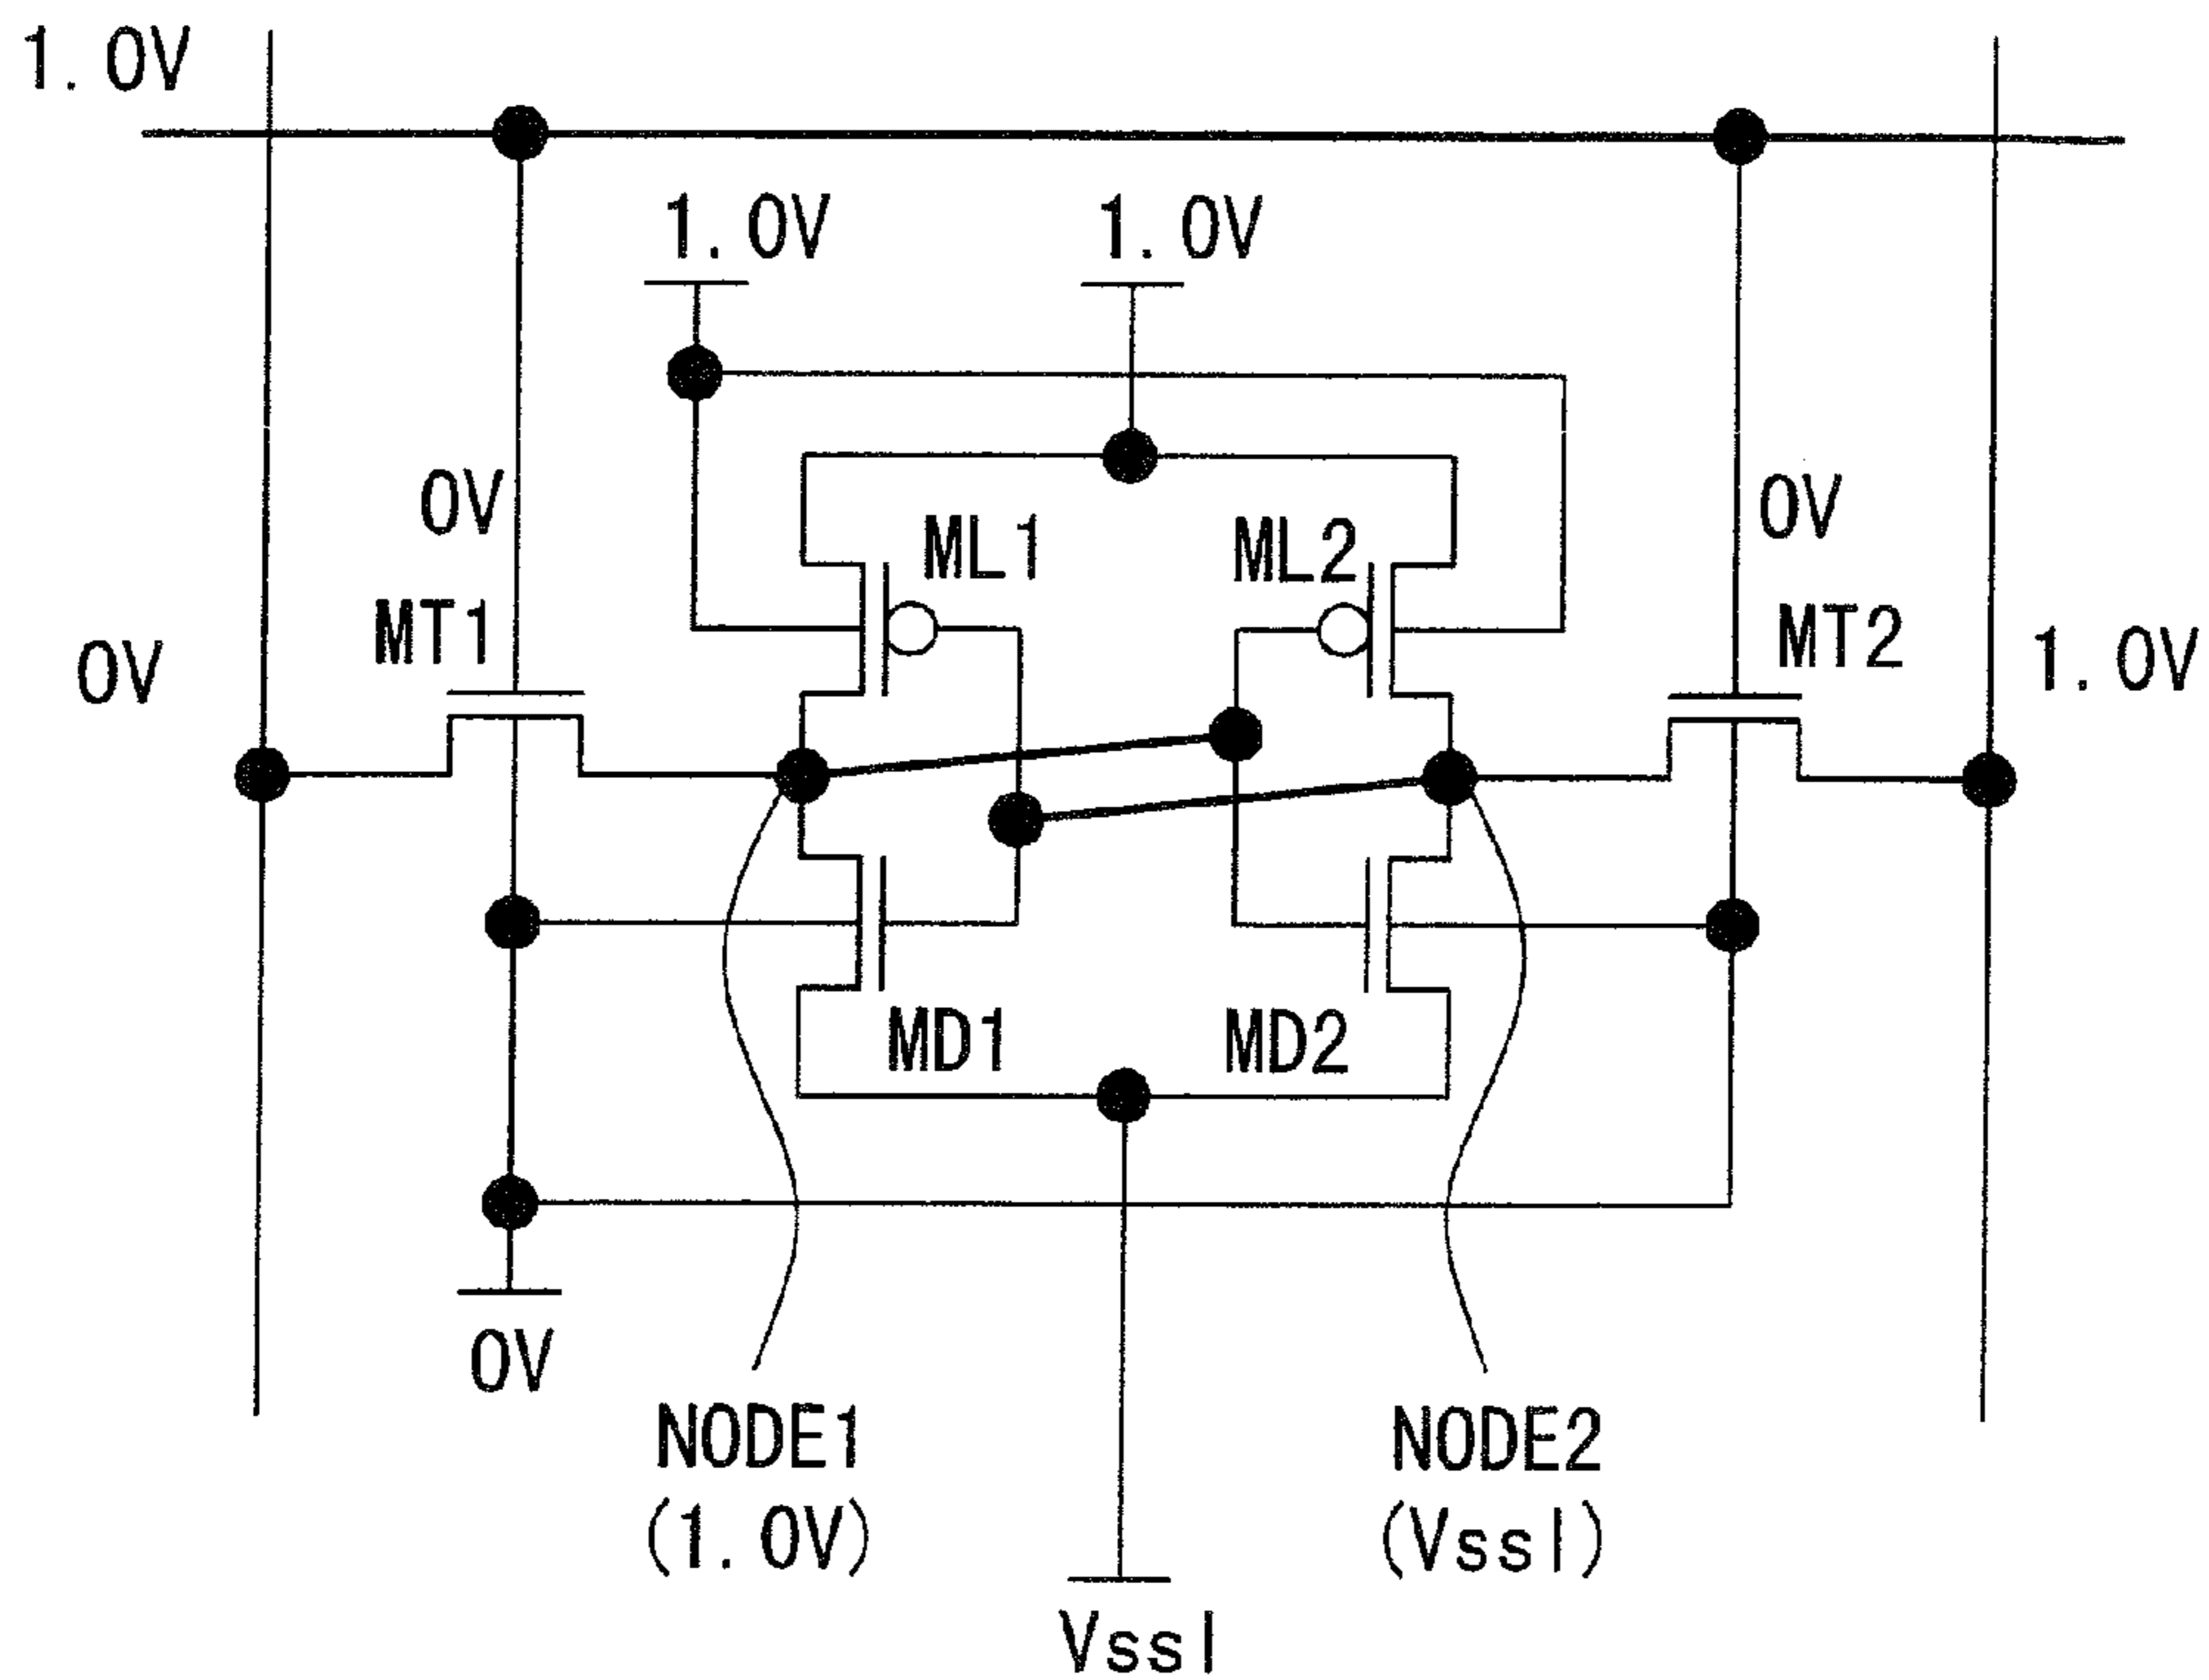 1.0V
1.0V 1.0V
0V 0V
ML1 ML2
MT1 MT2
0V 1.0V
MD1 MD2
0V
NODE1 NODE2
(1.0V) (Vssl)
Vssl